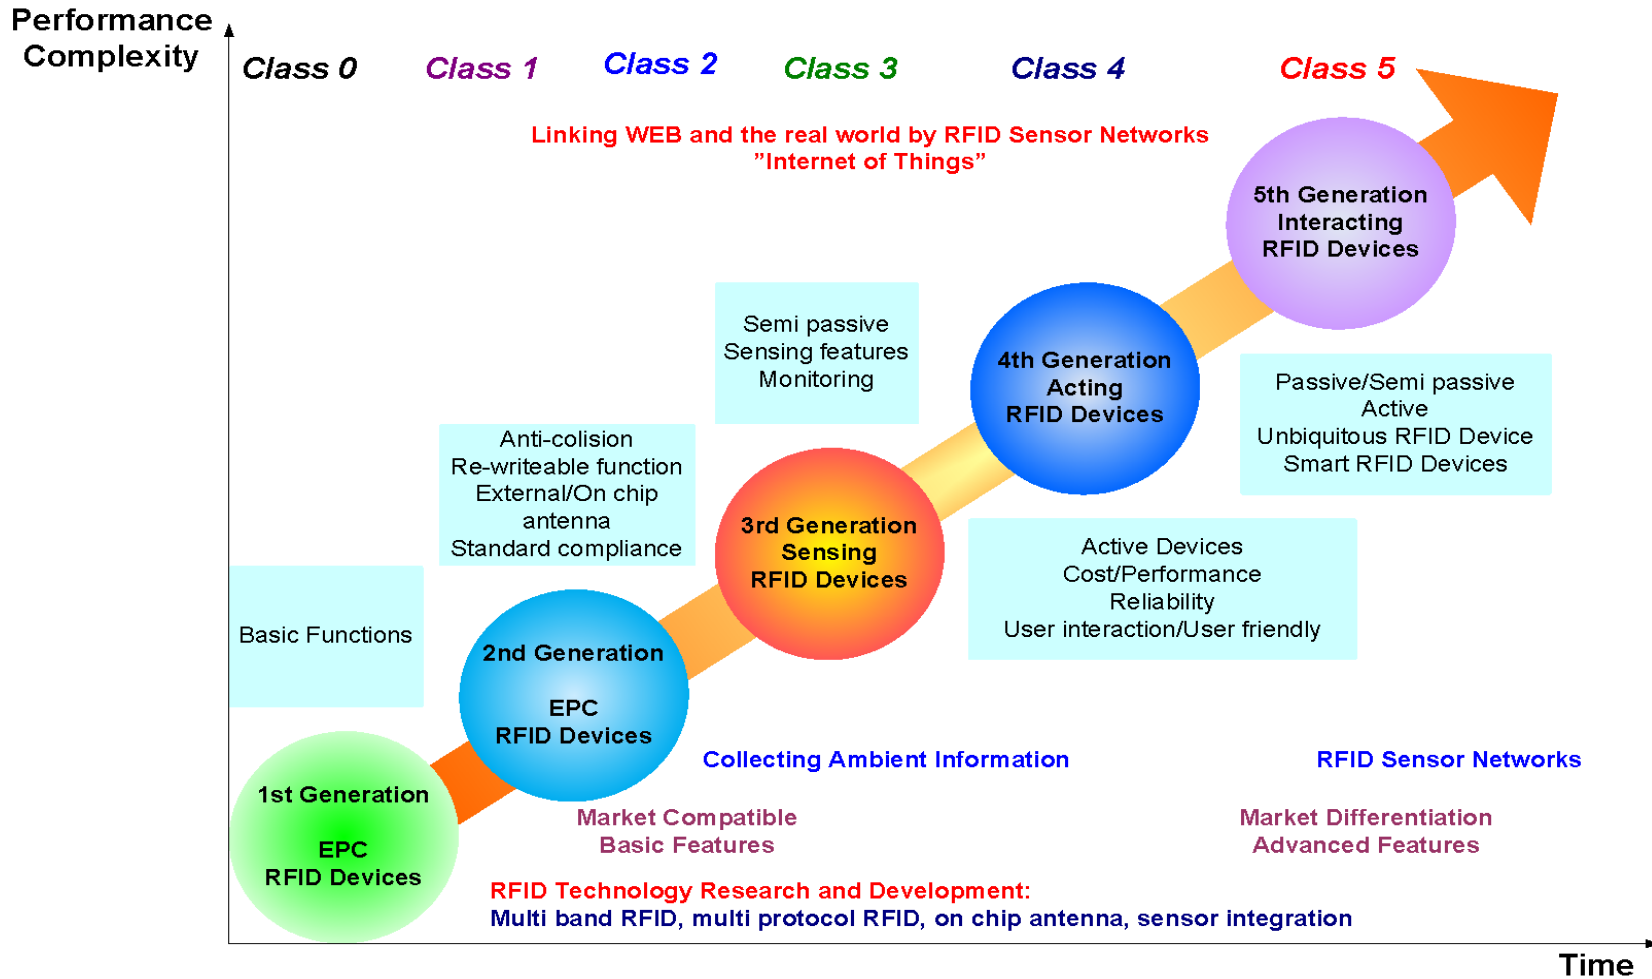 Performance
Complexity
Class 0
Class 1
Class 2
Class 3
Class 4
Class 5
Linking WEB and the real world by RFID Sensor Networks
”Internet of Things”
5th Generation
Interacting
RFID Devices
Semi passive
Sensing features
Monitoring
4th Generation
Acting
RFID Devices
Passive/Semi passive
Active
Unbiquitous RFID Device
Smart RFID Devices
Anti-colision
Re-writeable function
External/On chip
antenna
Standard compliance
3rd Generation
Sensing
RFID Devices
Active Devices
Cost/Performance
Reliability
User interaction/User friendly
Basic Functions
2nd Generation
EPC
RFID Devices
Collecting Ambient Information
RFID Sensor Networks
1st Generation
EPC
RFID Devices
Market Compatible
Basic Features
Market Differentiation
Advanced Features
RFID Technology Research and Development:
Multi band RFID, multi protocol RFID, on chip antenna, sensor integration
Time